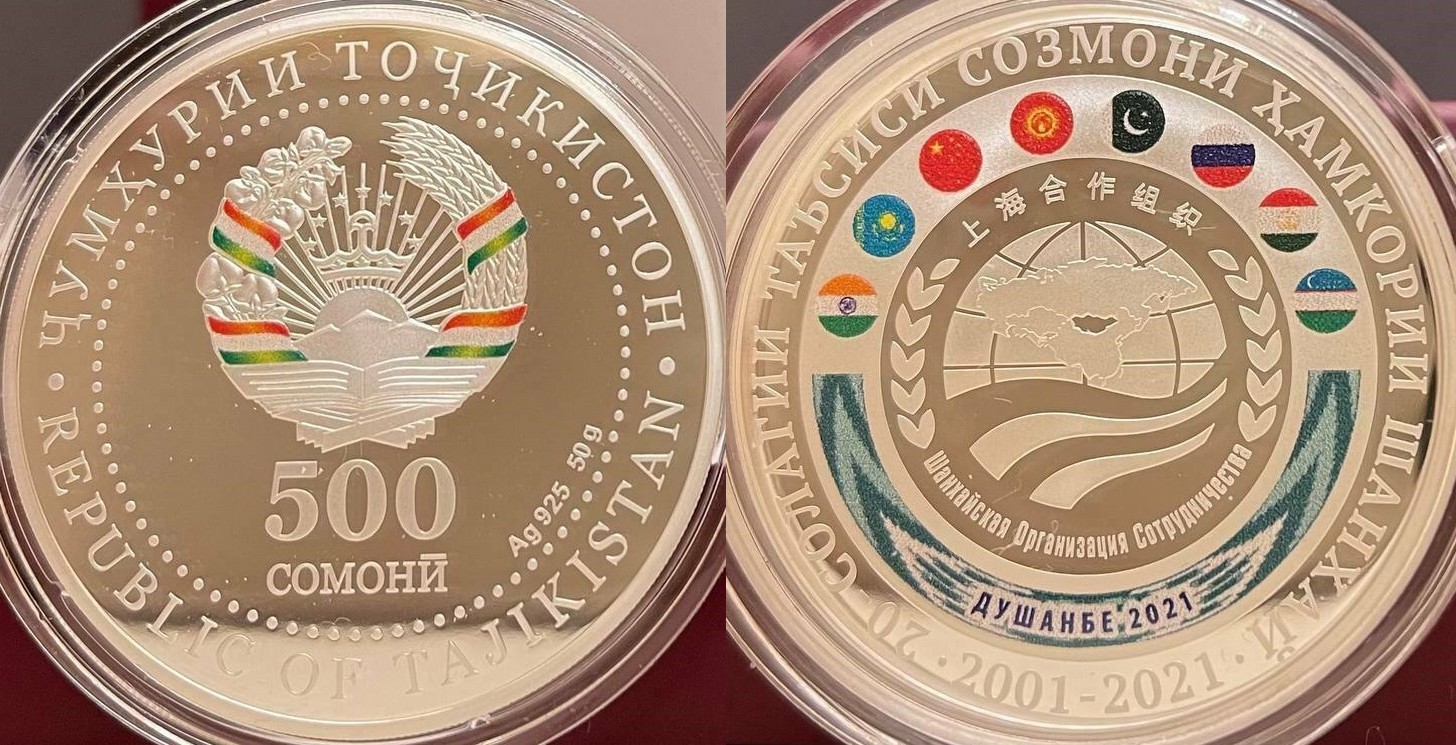 ҶУМҲУРИИ ТОҶИКИСТОН
500
СОМОНӢ
Ag 925 50 g
• REPUBLIC OF TAJIKISTAN •
20-СОЛАГИИ ТАЪСИСИ СОЗМОНИ ҲАМКОРИИ ШАНХАЙ
上海合作组织
Шанхайская Организация Сотрудничества
ДУШАНБЕ 2021
• 2001-2021 •